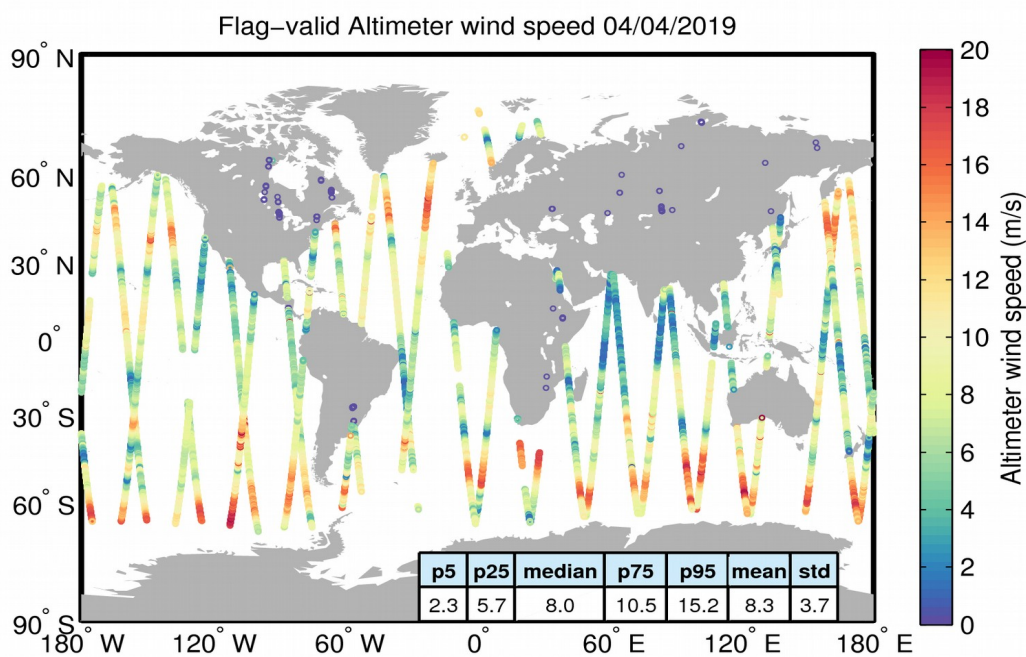 Flag-valid Altimeter wind speed 04/04/2019
90° N
60° N
30° N
0°
30° S
60° S
90° S
180° W
120° W
60° W
0°
60° E
120° E
180° E
p5 p25 median p75 p95 mean std
2.3 5.7 8.0 10.5 15.2 8.3 3.7
20
18
16
14
12
10
8
6
4
2
0
Altimeter wind speed (m/s)